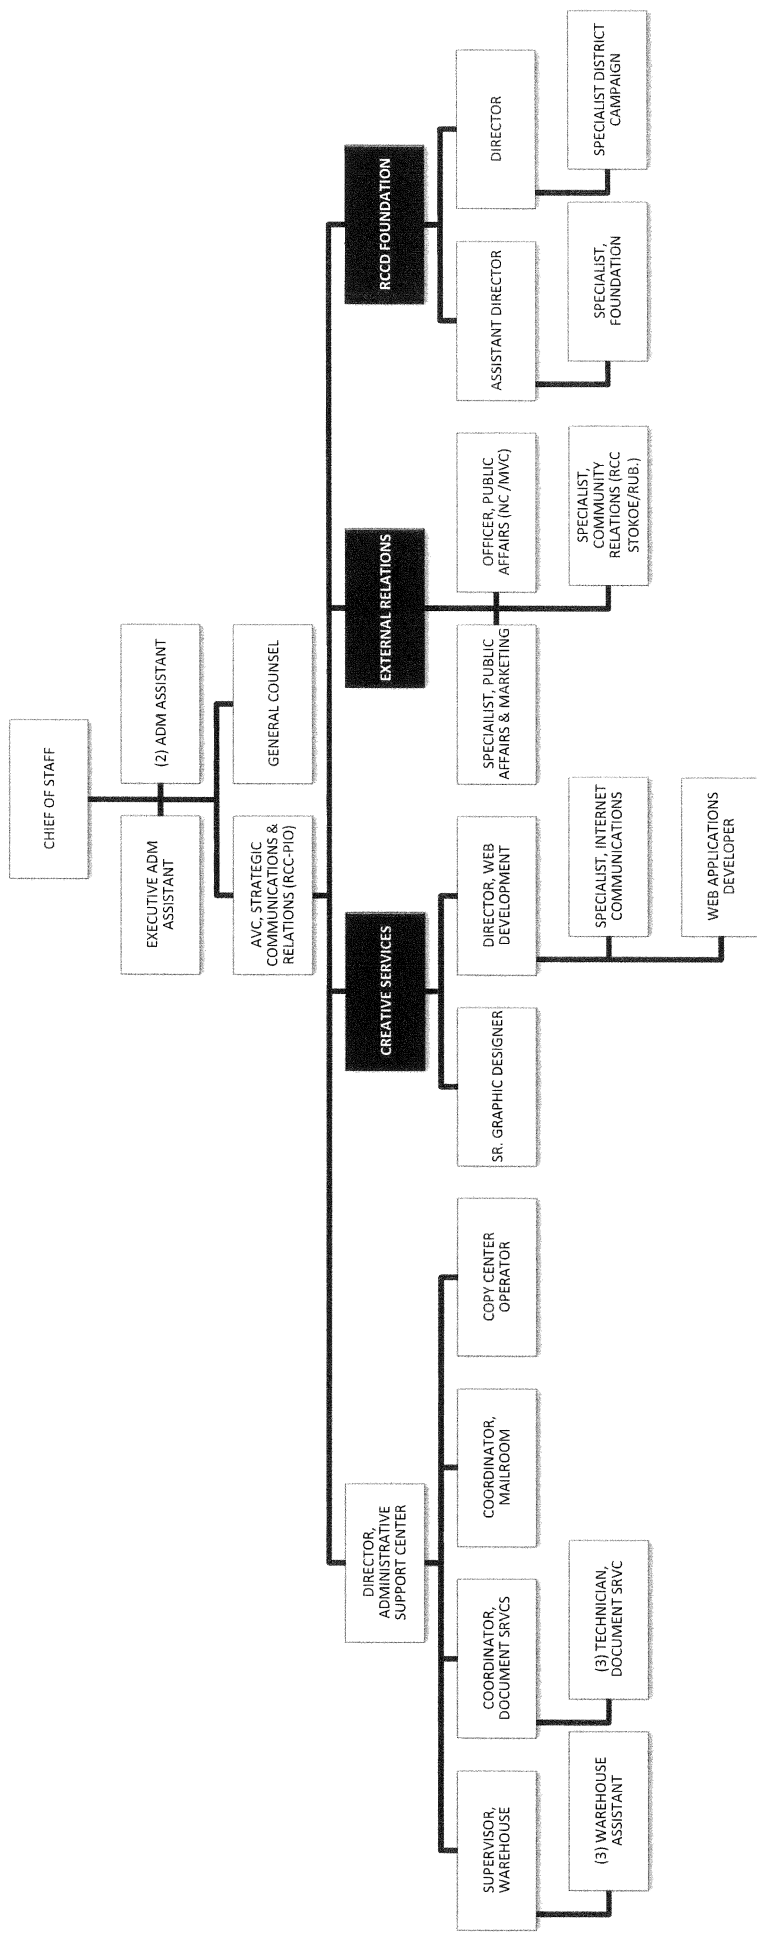 CHIEF OF STAFF
EXECUTIVE ADM
ASSISTANT
(2) ADM ASSISTANT
AVC, STRATEGIC
COMMUNICATIONS &
RELATIONS (RCC-PIO)
GENERAL COUNSEL
DIRECTOR,
ADMINISTRATIVE
SUPPORT CENTER
CREATIVE SERVICES
EXTERNAL RELATIONS
RCCD FOUNDATION
SUPERVISOR,
WAREHOUSE
COORDINATOR,
DOCUMENT SRVCS
COORDINATOR,
MAILROOM
COPY CENTER
OPERATOR
SR. GRAPHIC DESIGNER
DIRECTOR, WEB
DEVELOPMENT
SPECIALIST, PUBLIC
AFFAIRS & MARKETING
OFFICER, PUBLIC
AFFAIRS (NC /MVC)
ASSISTANT DIRECTOR
DIRECTOR
(3) WAREHOUSE
ASSISTANT
(3) TECHNICIAN,
DOCUMENT SRVC
SPECIALIST, INTERNET
COMMUNICATIONS
SPECIALIST,
COMMUNITY
RELATIONS (RCC
STOKOE/RUB.)
SPECIALIST,
FOUNDATION
SPECIALIST DISTRICT
CAMPAIGN
WEB APPLICATIONS
DEVELOPER